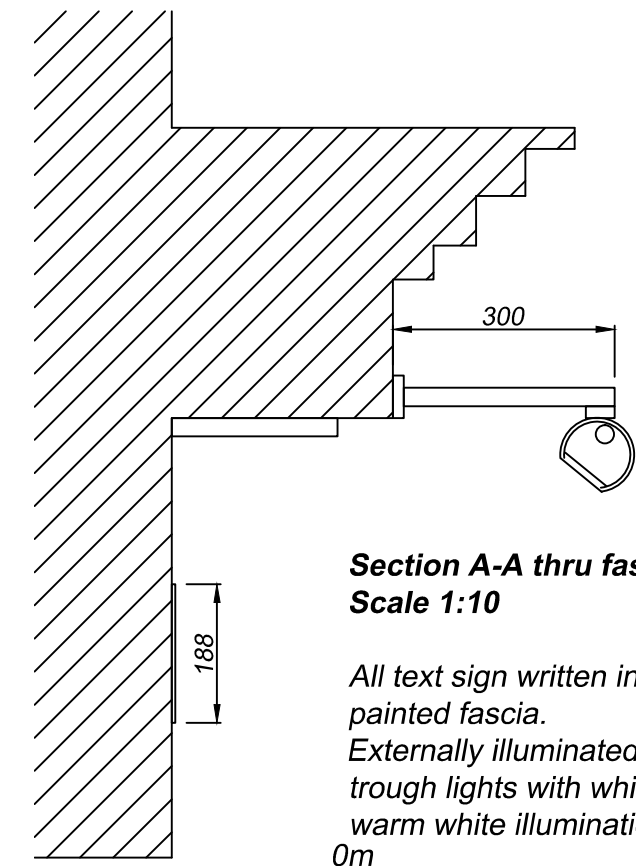 300
188
Section A-A thru fas
Scale 1:10
All text sign written in
painted fascia.
Externally illuminated
trough lights with whi
warm white illuminati
0m